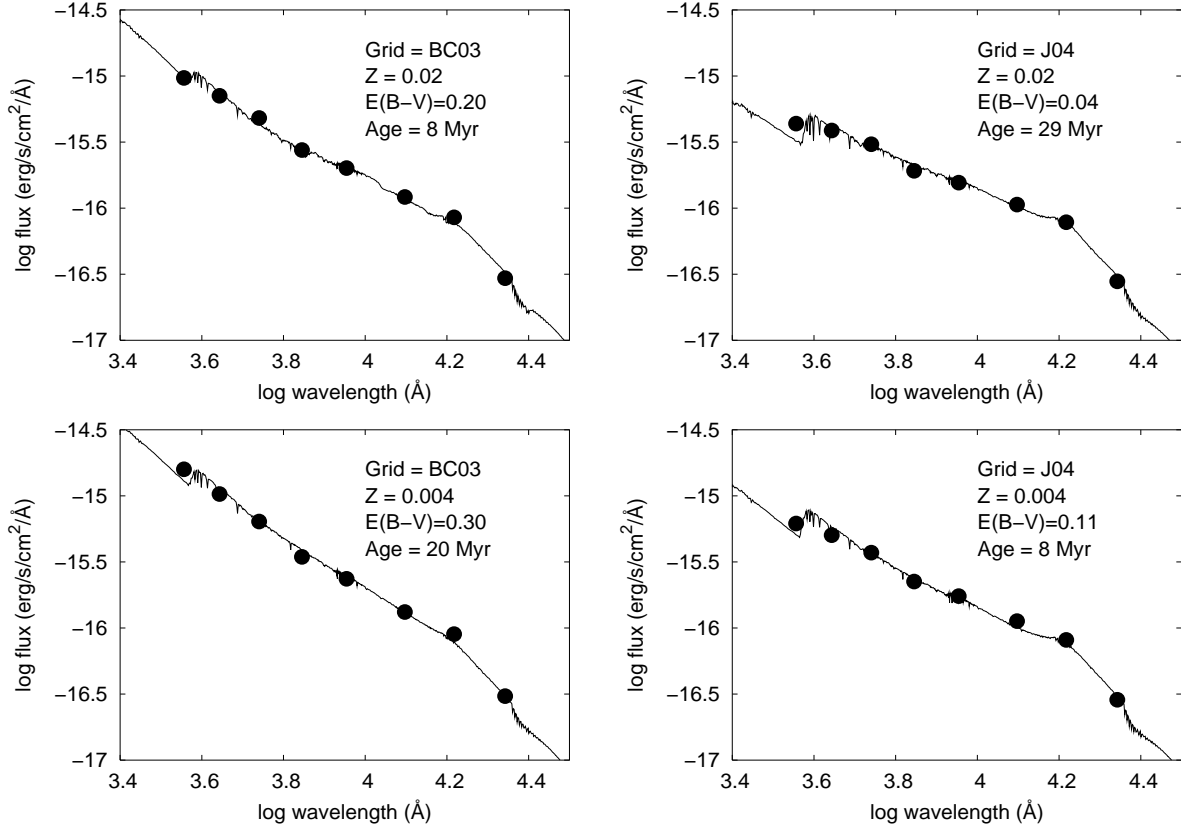 −14.5
−15
−15.5
−16
−16.5
−17
3.4 3.6 3.8 4 4.2 4.4
log flux (erg/s/cm²/Å)
log wavelength (Å)
Grid = BC03
Z = 0.02
E(B−V)=0.20
Age = 8 Myr
−14.5
−15
−15.5
−16
−16.5
−17
3.4 3.6 3.8 4 4.2 4.4
log flux (erg/s/cm²/Å)
log wavelength (Å)
Grid = J04
Z = 0.02
E(B−V)=0.04
Age = 29 Myr
−14.5
−15
−15.5
−16
−16.5
−17
3.4 3.6 3.8 4 4.2 4.4
log flux (erg/s/cm²/Å)
log wavelength (Å)
Grid = BC03
Z = 0.004
E(B−V)=0.30
Age = 20 Myr
−14.5
−15
−15.5
−16
−16.5
−17
3.4 3.6 3.8 4 4.2 4.4
log flux (erg/s/cm²/Å)
log wavelength (Å)
Grid = J04
Z = 0.004
E(B−V)=0.11
Age = 8 Myr